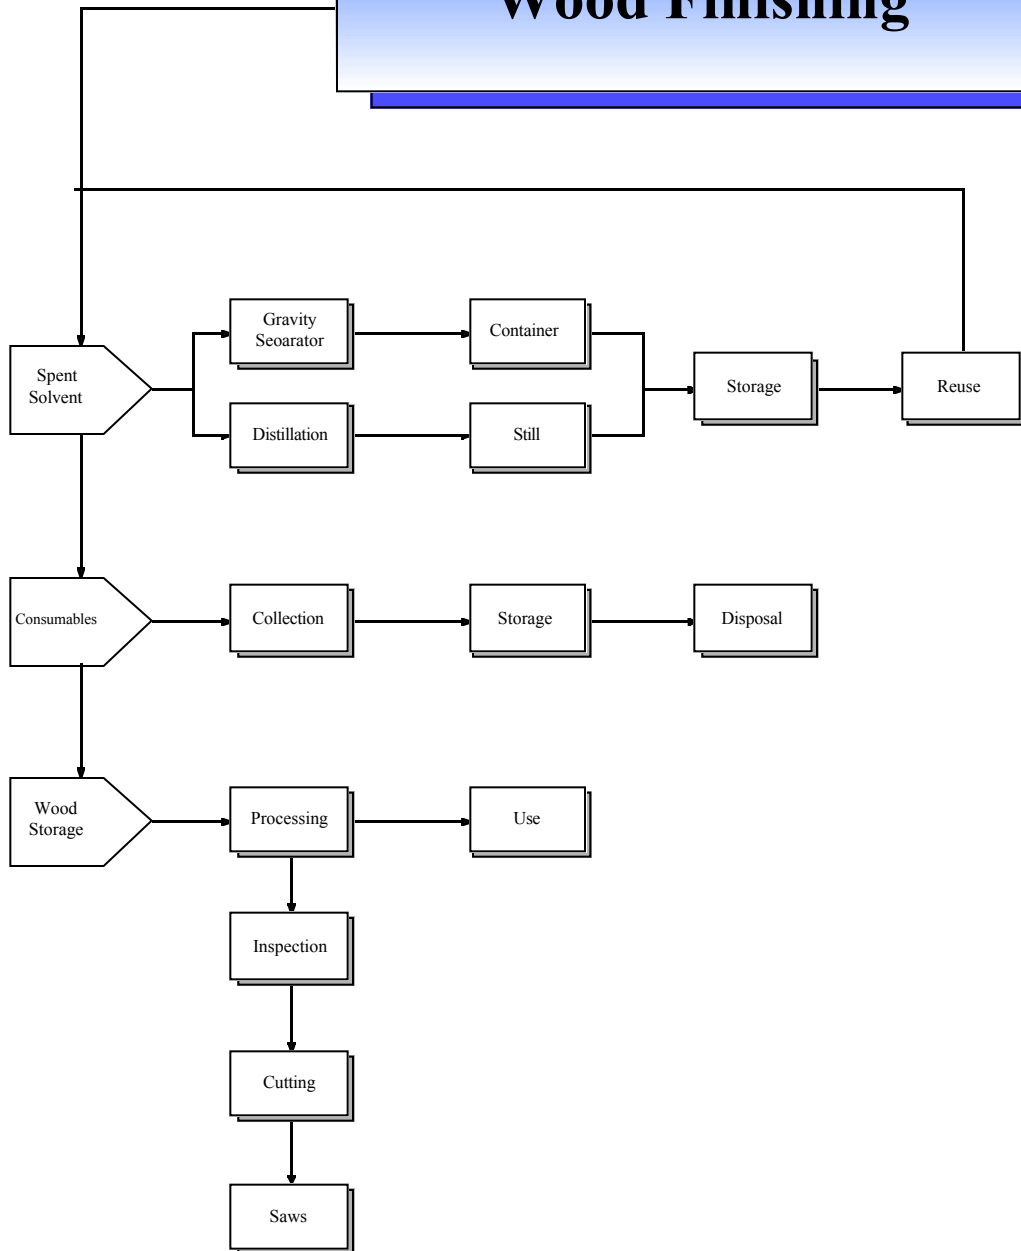 Wood Finishing
Gravity
Seoarator
Container
Spent
Solvent
Storage
Reuse
Distillation
Still
Consumables
Collection
Storage
Disposal
Wood
Storage
Processing
Use
Inspection
Cutting
Saws